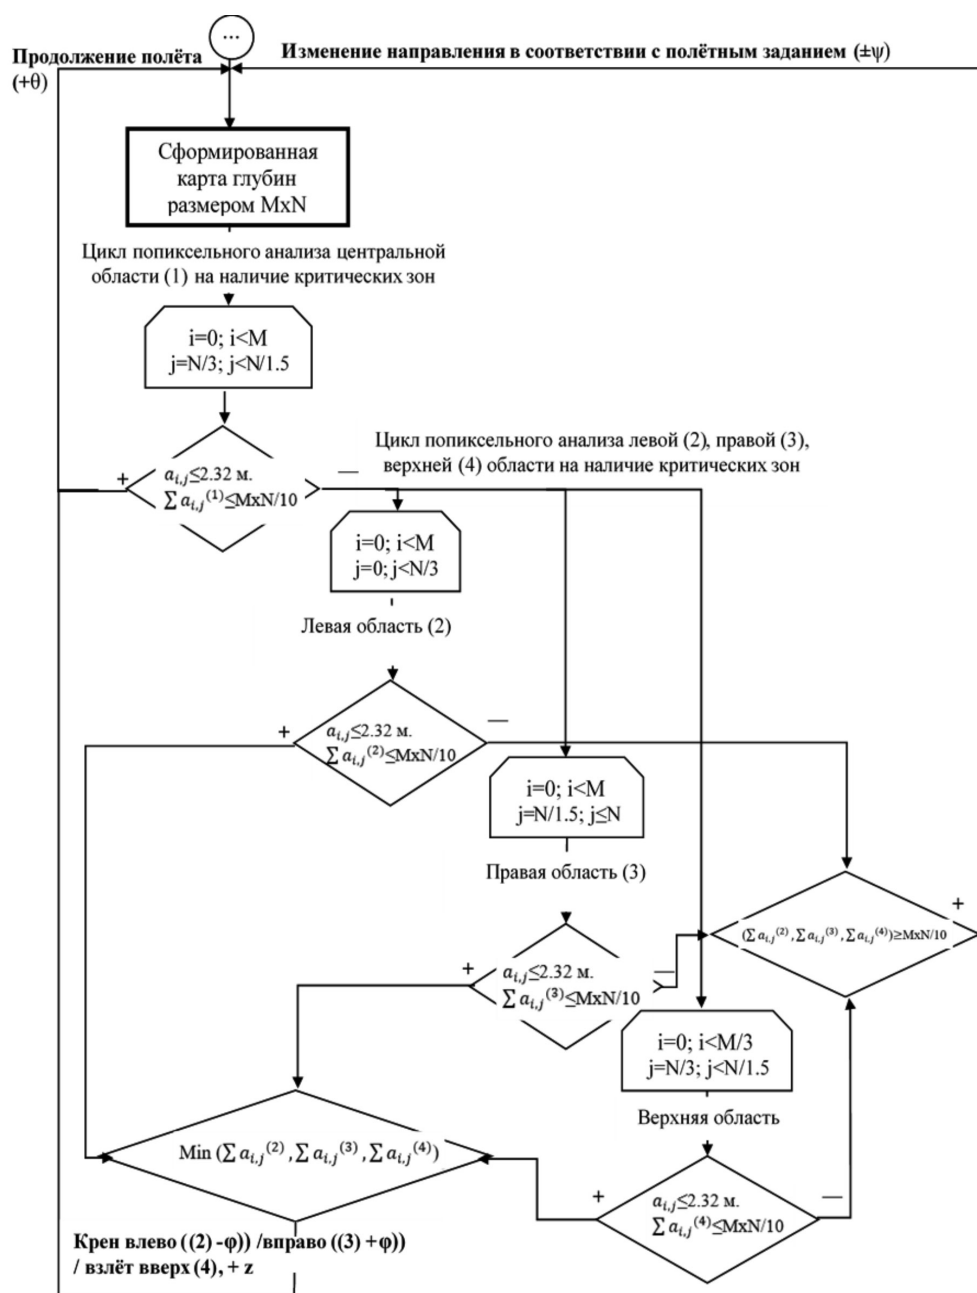 ...
Продолжение полёта
(+θ)
Изменение направления в соответствии с полётным заданием (±ψ)
Сформированная
карта глубин
размером MxN
Цикл попиксельного анализа центральной
области (1) на наличие критических зон
i=0; i<M
j=N/3; j<N/1.5
Цикл попиксельного анализа левой (2), правой (3),
верхней (4) области на наличие критических зон
+
a_{i,j}≤2.32 м.
∑ a_{i,j}^{(1)}≤MxN/10
—
i=0; i<M
j=0; j<N/3
Левая область (2)
+
a_{i,j}≤2.32 м.
∑ a_{i,j}^{(2)}≤MxN/10
—
i=0; i<M
j=N/1.5; j≤N
Правая область (3)
+
(∑ a_{i,j}^{(2)}, ∑ a_{i,j}^{(3)}, ∑ a_{i,j}^{(4)})≥MxN/10
+
a_{i,j}≤2.32 м.
∑ a_{i,j}^{(3)}≤MxN/10
—
i=0; i<M/3
j=N/3; j<N/1.5
Верхняя область
Min (∑ a_{i,j}^{(2)}, ∑ a_{i,j}^{(3)}, ∑ a_{i,j}^{(4)})
+
a_{i,j}≤2.32 м.
∑ a_{i,j}^{(4)}≤MxN/10
—
Крен влево ((2) -φ)) /вправо ((3) +φ))
/ взлёт вверх (4), + z